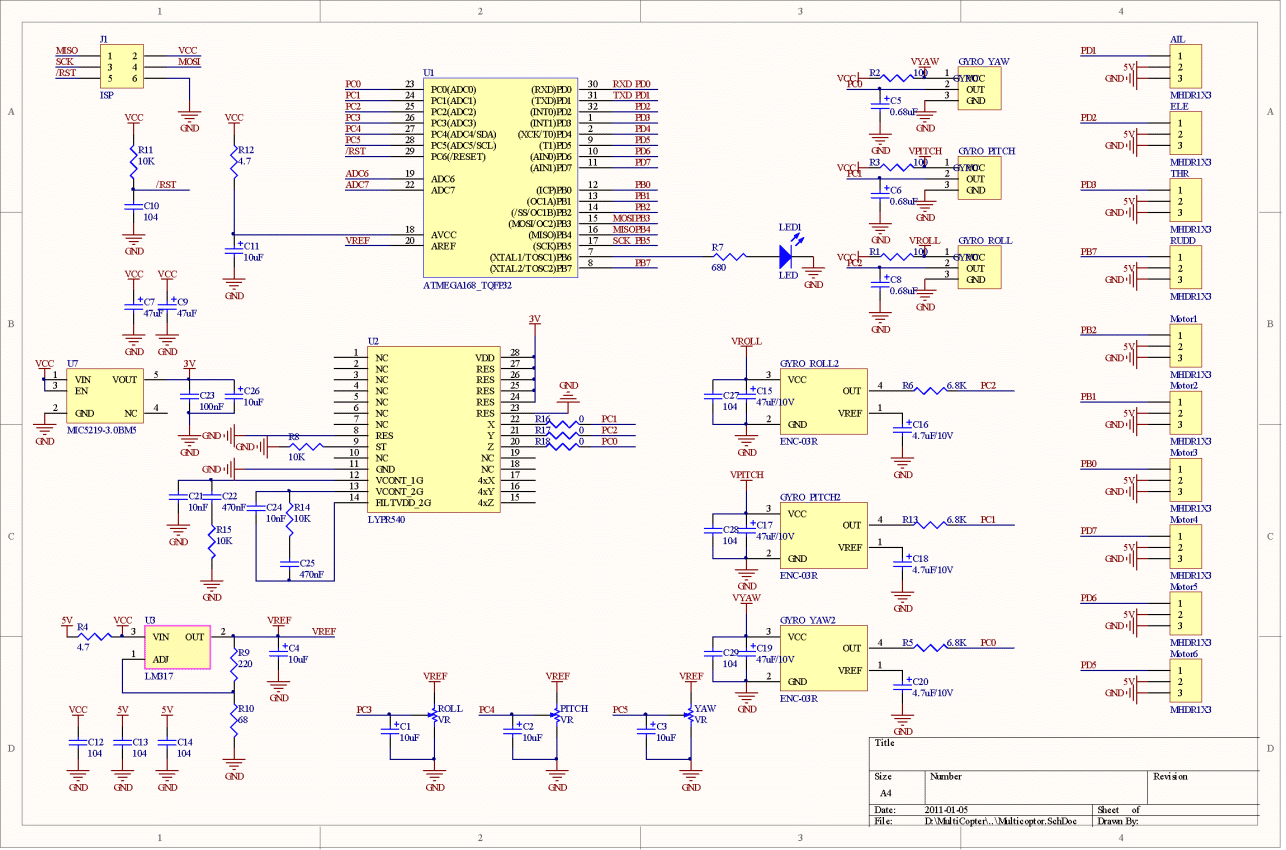 1 2 3 4
A B C D
J1
MISO 1 2 VCC
SCK 3 4 MOSI
/RST 5 6
ISP
GND
VCC
R11
10K
/RST
C10
104
GND
VCC
R12
4.7
C11
10uF
GND
VCC VCC
C7 C9
47uF 47uF
GND GND
U1
PC0 23 PC0(ADC0) (RXD)PD0 30 RXD PD0
PC1 24 PC1(ADC1) (TXD)PD1 31 TXD PD1
PC2 25 PC2(ADC2) (INT0)PD2 32 PD2
PC3 26 PC3(ADC3) (INT1)PD3 1 PD3
PC4 27 PC4(ADC4/SDA) (XCK/T0)PD4 2 PD4
PC5 28 PC5(ADC5/SCL) (T1)PD5 9 PD5
/RST 29 PC6(/RESET) (AIN0)PD6 10 PD6
(AIN1)PD7 11 PD7
ADC6 19 ADC6
ADC7 22 ADC7 (ICP)PB0 12 PB0
(OC1A)PB1 13 PB1
(/SS/OC1B)PB2 14 PB2
(MOSI/OC2)PB3 15 MOSIPB3
18 AVCC (MISO)PB4 16 MISOPB4
VREF 20 AREF (SCK)PB5 17 SCK PB5
(XTAL1/TOSC1)PB6 7
(XTAL2/TOSC2)PB7 8 PB7
ATMEGA168_TQFP32
R7
680
LED1
LED
GND
VYAW GYRO YAW
VCC R2 100 1 GYROVCC
PC0 2 OUT
3 GND
C5
0.68uF
GND GND
VPITCH GYRO PITCH
VCC R3 100 1 GYROVCC
PC1 2 OUT
3 GND
C6
0.68uF
GND GND
VROLL GYRO ROLL
VCC R1 100 1 GYROVCC
PC2 2 OUT
3 GND
C8
0.68uF
GND GND
AIL
PD1 1
5V 2
GND 3
MHDR1X3
ELE
PD2 1
5V 2
GND 3
MHDR1X3
THR
PD3 1
5V 2
GND 3
MHDR1X3
RUDD
PB7 1
5V 2
GND 3
MHDR1X3
Motor1
PB2 1
5V 2
GND 3
MHDR1X3
Motor2
PB1 1
5V 2
GND 3
MHDR1X3
Motor3
PB0 1
5V 2
GND 3
MHDR1X3
Motor4
PD7 1
5V 2
GND 3
MHDR1X3
Motor5
PD6 1
5V 2
GND 3
MHDR1X3
Motor6
PD5 1
5V 2
GND 3
MHDR1X3
VCC U7 3V
1 VIN VOUT 5
3 EN
2 GND NC 4
MIC5219-3.0BM5
GND
C23
100nF
C26
10uF
GND
U2 3V
1 NC VDD 28
2 NC RES 27
3 NC RES 26
4 NC RES 25
5 NC RES 24
6 NC RES 23 GND
7 NC X 22 R16 0 PC1
GND 8 RES Y 21 R17 0 PC2
GND R8 10K 9 ST Z 20 R18 0 PC0
10 NC NC 19
GND 11 GND NC 18
12 VCONT_1G 4xX 17
13 VCONT_2G 4xY 16
14 FILTVDD_2G 4xZ 15
LYPR540
C21
10nF
GND
C22
470nF
R15
10K
GND
C24
10nF
R14
10K
C25
470nF
VROLL GYRO ROLL2
3 VCC OUT 4 R6 6.8K PC2
VREF 1
2 GND
ENC-03R
C27
104
C15
47uF/10V
GND
C16
4.7uF/10V
GND
VPITCH GYRO PITCH2
3 VCC OUT 4 R13 6.8K PC1
VREF 1
2 GND
ENC-03R
C28
104
C17
47uF/10V
GND
C18
4.7uF/10V
GND
VYAW GYRO YAW2
3 VCC OUT 4 R5 6.8K PC0
VREF 1
2 GND
ENC-03R
C29
104
C19
47uF/10V
GND
C20
4.7uF/10V
GND
5V R4 VCC U3 VREF
4.7 3 VIN OUT 2 VREF
1 ADJ
LM317
R9
220
R10
68
GND
C4
10uF
GND
VCC 5V 5V
C12 C13 C14
104 104 104
GND GND GND
VREF VREF VREF
PC3 ROLL PC4 PITCH PC5 YAW
VR VR VR
C1 C2 C3
10uF 10uF 10uF
GND GND GND
Title
Size Number Revision
A4
Date: 2011-01-05 Sheet of
File: D:\MultiCopter\..\Multicoptor.SchDoc Drawn By:
1 2 3 4
A B C D